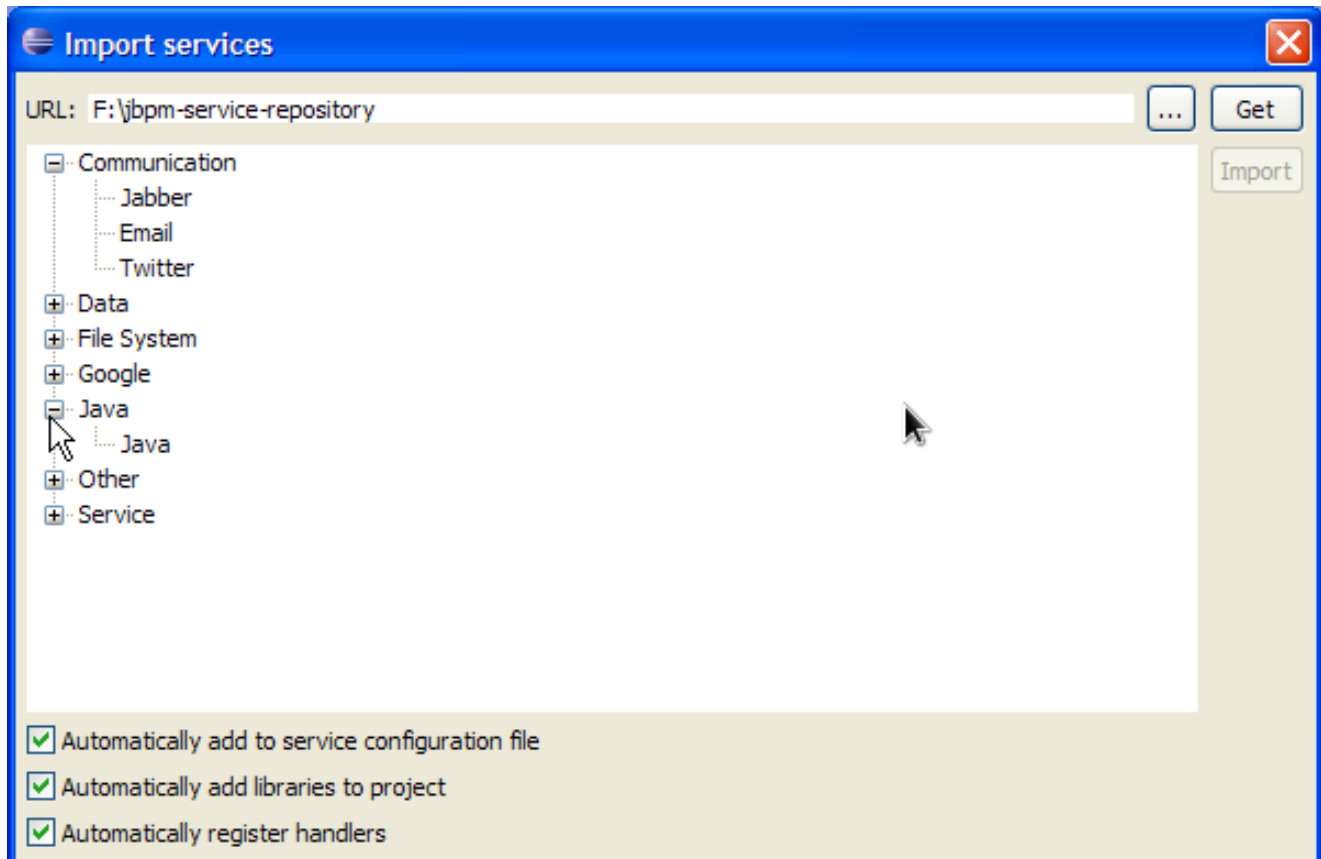 Import services
URL: F:\jbpm-service-repository ... Get
Import
Communication
Jabber
Email
Twitter
Data
File System
Google
Java
Java
Other
Service
Automatically add to service configuration file
Automatically add libraries to project
Automatically register handlers